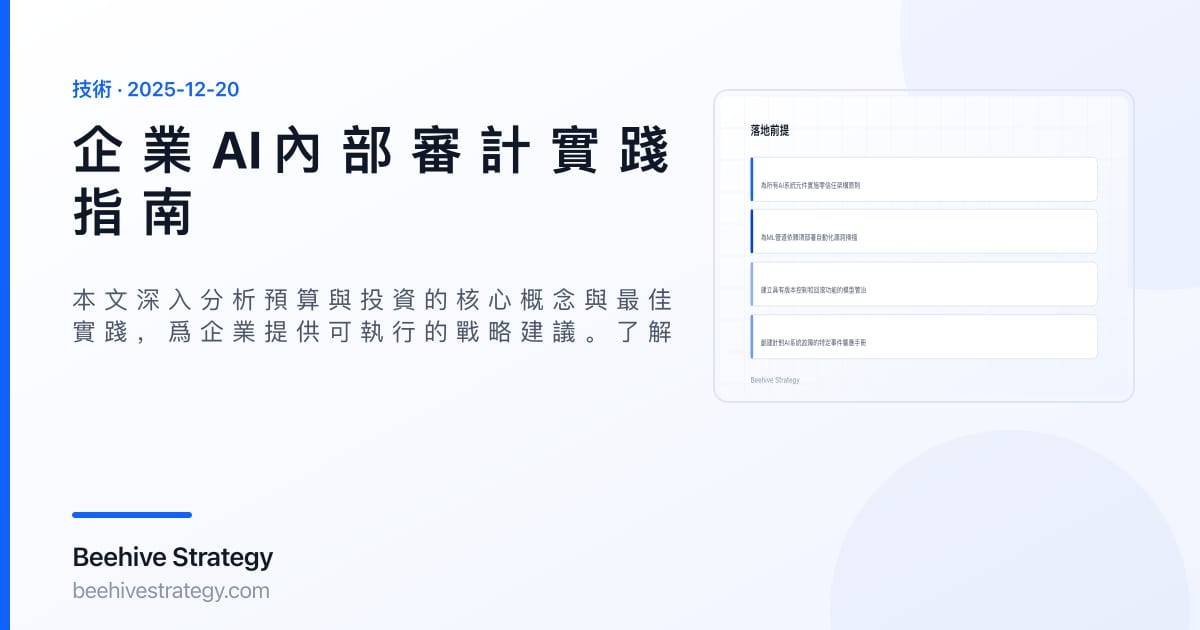 技術 · 2025-12-20
企業AI內部審計實踐
指南
本文深入分析預算與投資的核心概念與最佳
實踐，爲企業提供可執行的戰略建議。了解
落地前提
為所有AI系統元件實施零信任架構原則
為ML管道依賴項部署自動化漏洞掃描
建立具有版本控制和回滾功能的模型管治
創建針對AI系統故障的特定事件響應手冊
Beehive Strategy
Beehive Strategy
beehivestrategy.com